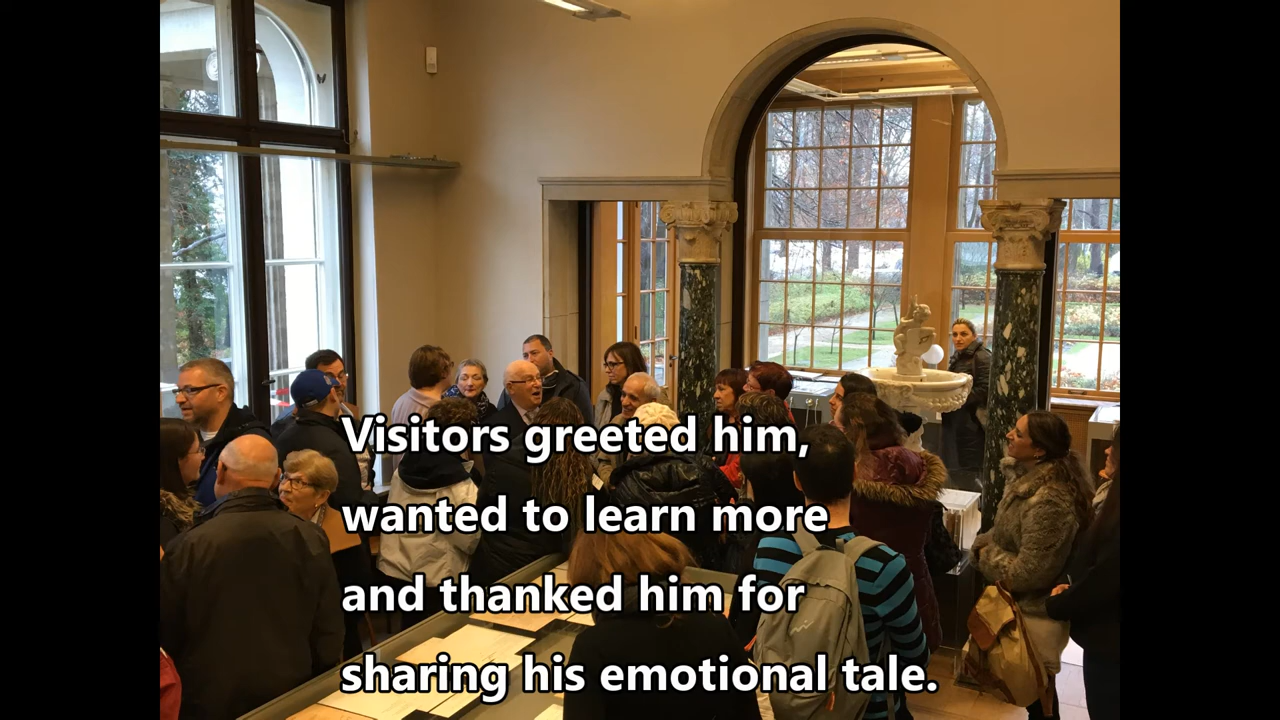 Visitors greeted him,
wanted to learn more
and thanked him for
sharing his emotional tale.